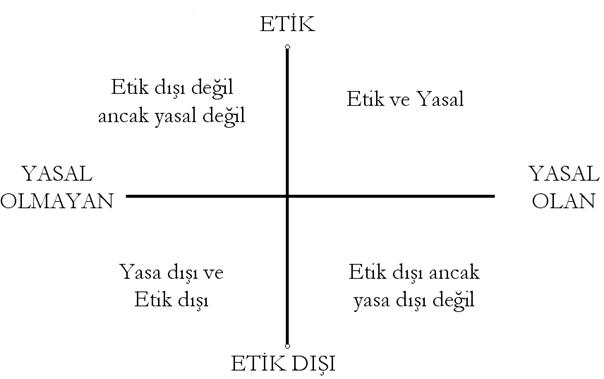 ETİK
Etik dışı değil
ancak yasal değil
Etik ve Yasal
YASAL
OLMAYAN
YASAL
OLAN
Yasa dışı ve
Etik dışı
Etik dışı ancak
yasa dışı değil
ETİK DIŞI